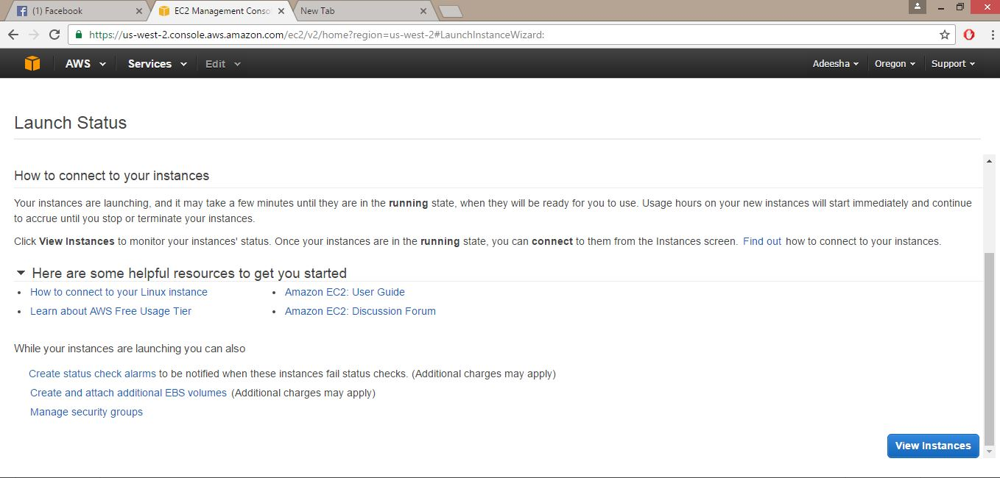 (1) Facebook
EC2 Management Conso
New Tab
https://us-west-2.console.aws.amazon.com/ec2/v2/home?region=us-west-2#LaunchInstanceWizard:
AWS Services Edit Adeesha Oregon Support
Launch Status
How to connect to your instances
Your instances are launching, and it may take a few minutes until they are in the running state, when they will be ready for you to use. Usage hours on your new instances will start immediately and continue
to accrue until you stop or terminate your instances.
Click View Instances to monitor your instances' status. Once your instances are in the running state, you can connect to them from the Instances screen. Find out how to connect to your instances.
Here are some helpful resources to get you started
• How to connect to your Linux instance
• Amazon EC2: User Guide
• Learn about AWS Free Usage Tier
• Amazon EC2: Discussion Forum
While your instances are launching you can also
Create status check alarms to be notified when these instances fail status checks. (Additional charges may apply)
Create and attach additional EBS volumes (Additional charges may apply)
Manage security groups
View Instances